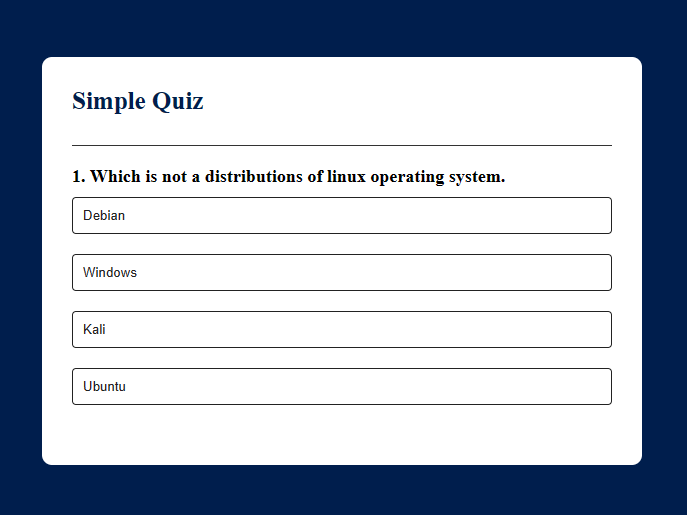 Simple Quiz
1. Which is not a distributions of linux operating system.
Debian
Windows
Kali
Ubuntu